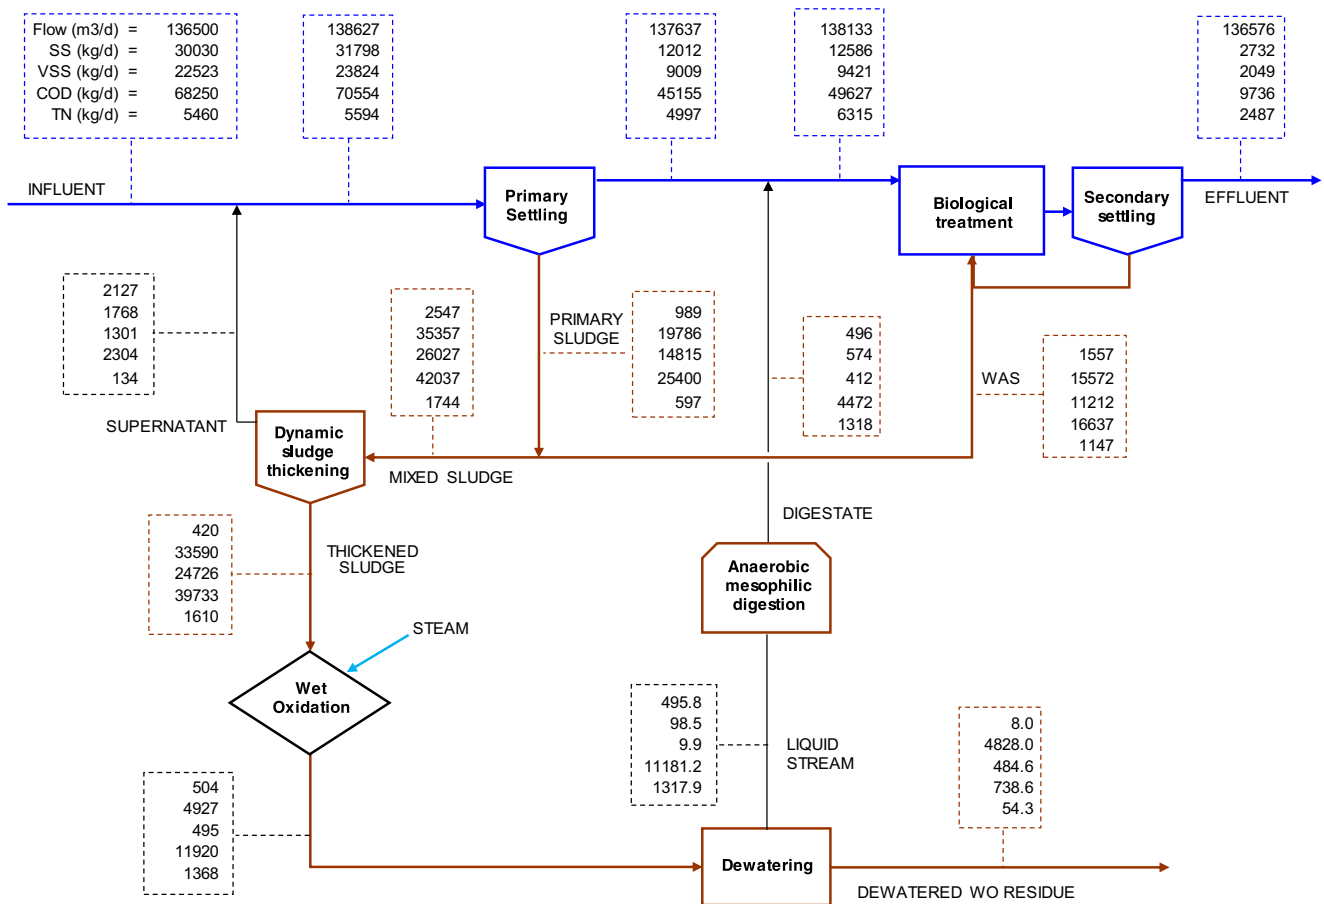 Flow (m3/d) = 136500
SS (kg/d) = 30030
VSS (kg/d) = 22523
COD (kg/d) = 68250
TN (kg/d) = 5460
138627
31798
23824
70554
5594
137637
12012
9009
45155
4997
138133
12586
9421
49627
6315
136576
2732
2049
9736
2487
INFLUENT
Primary
Settling
Biological
treatment
Secondary
settling
EFFLUENT
2127
1768
1301
2304
134
SUPERNATANT
2547
35357
26027
42037
1744
PRIMARY
SLUDGE
989
19786
14815
25400
597
496
574
412
4472
1318
WAS
1557
15572
11212
16637
1147
Dynamic
sludge
thickening
MIXED SLUDGE
420
33590
24726
39733
1610
THICKENED
SLUDGE
DIGESTATE
Anaerobic
mesophilic
digestion
STEAM
Wet
Oxidation
495.8
98.5
9.9
11181.2
1317.9
LIQUID
STREAM
8.0
4828.0
484.6
738.6
54.3
504
4927
495
11920
1368
Dewatering
DEWATERED WO RESIDUE